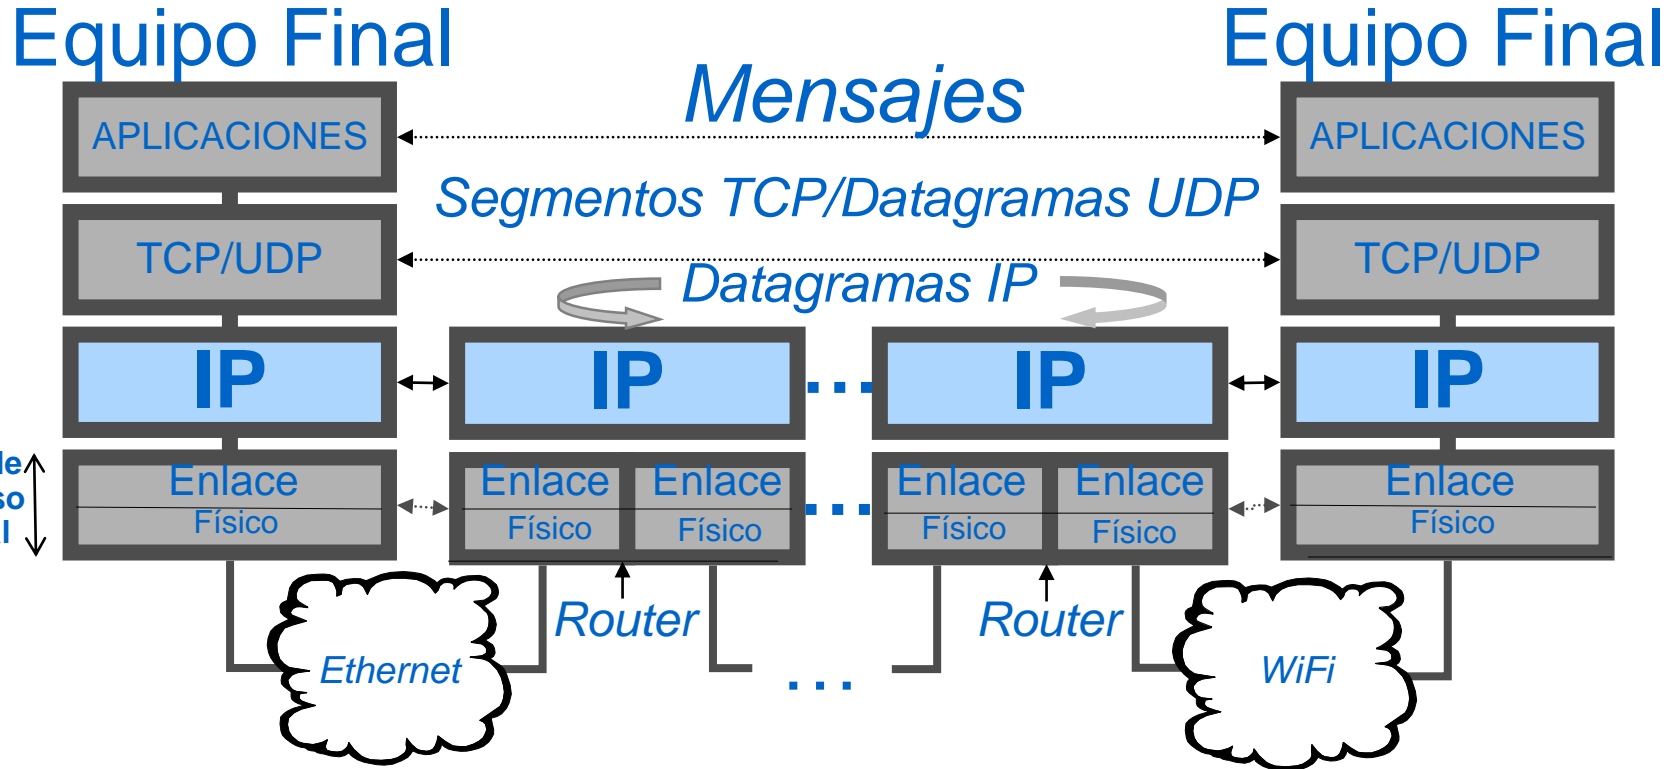 Equipo Final
Equipo Final
Mensajes
APLICACIONES
APLICACIONES
Segmentos TCP/Datagramas UDP
TCP/UDP
TCP/UDP
Datagramas IP
IP
IP
...
IP
IP
Enlace
Físico
Enlace
Físico
Enlace
Físico
...
Enlace
Físico
Enlace
Físico
Enlace
Físico
Router
Router
Ethernet
...
WiFi